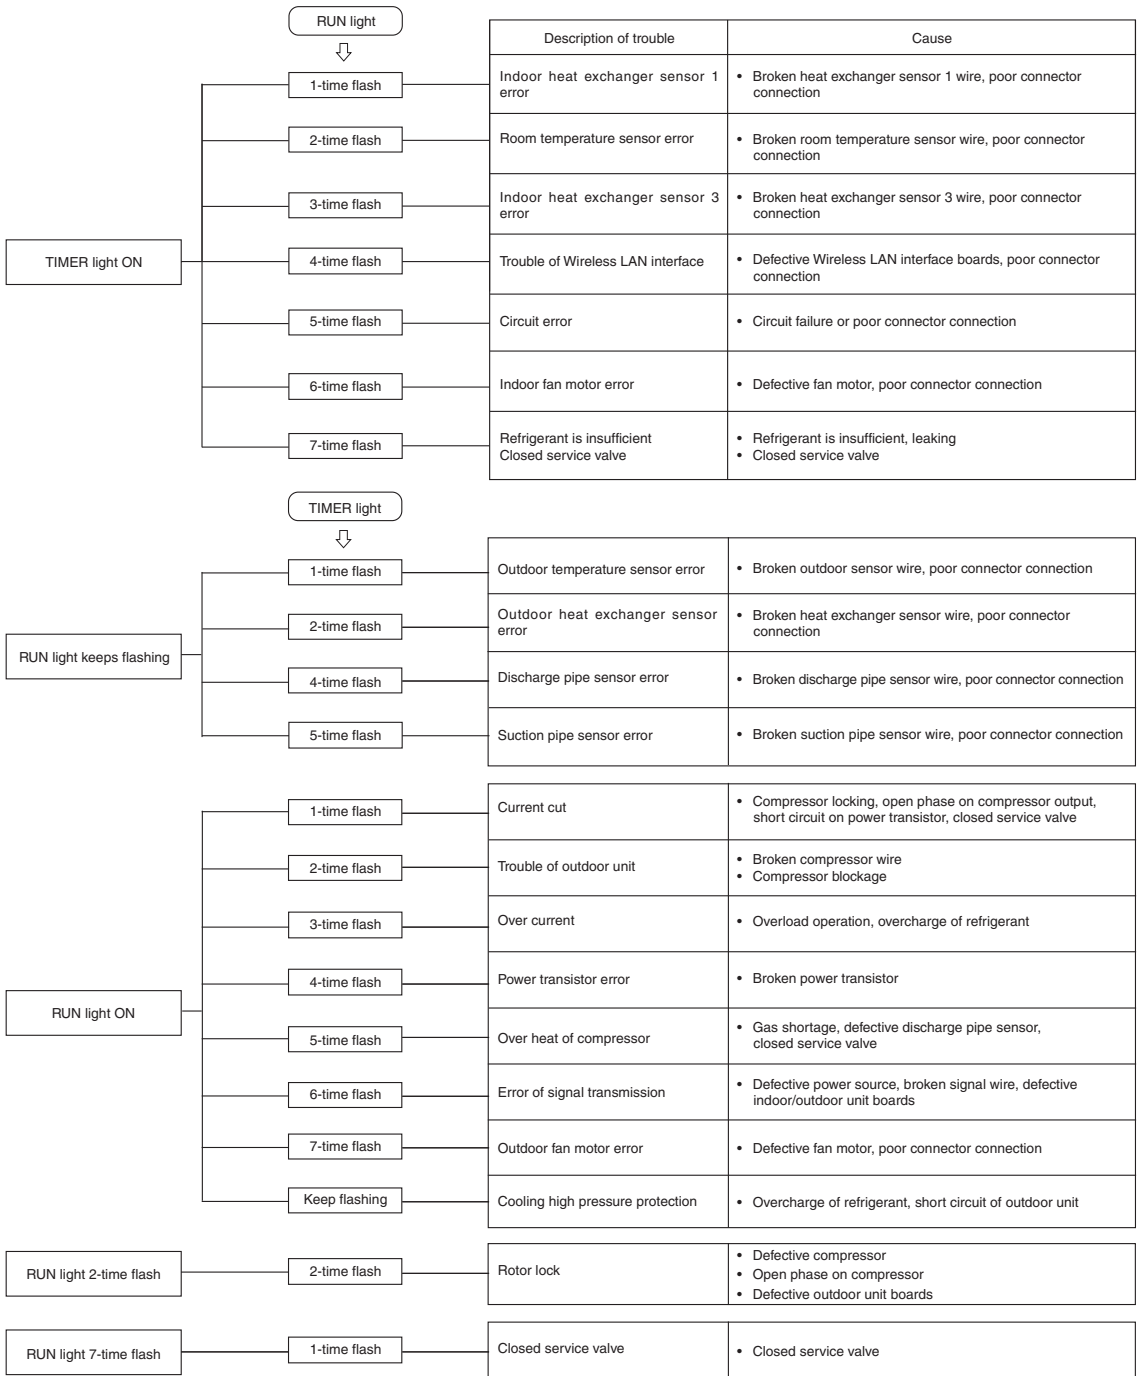 RUN light
Description of trouble
Cause
TIMER light ON
1-time flash
Indoor heat exchanger sensor 1
error
• Broken heat exchanger sensor 1 wire, poor connector
connection
2-time flash
Room temperature sensor error
• Broken room temperature sensor wire, poor connector
connection
3-time flash
Indoor heat exchanger sensor 3
error
• Broken heat exchanger sensor 3 wire, poor connector
connection
4-time flash
Trouble of Wireless LAN interface
• Defective Wireless LAN interface boards, poor connector
connection
5-time flash
Circuit error
• Circuit failure or poor connector connection
6-time flash
Indoor fan motor error
• Defective fan motor, poor connector connection
7-time flash
Refrigerant is insufficient
Closed service valve
• Refrigerant is insufficient, leaking
• Closed service valve
TIMER light
RUN light keeps flashing
1-time flash
Outdoor temperature sensor error
• Broken outdoor sensor wire, poor connector connection
2-time flash
Outdoor heat exchanger sensor
error
• Broken heat exchanger sensor wire, poor connector
connection
4-time flash
Discharge pipe sensor error
• Broken discharge pipe sensor wire, poor connector connection
5-time flash
Suction pipe sensor error
• Broken suction pipe sensor wire, poor connector connection
RUN light ON
1-time flash
Current cut
• Compressor locking, open phase on compressor output,
short circuit on power transistor, closed service valve
2-time flash
Trouble of outdoor unit
• Broken compressor wire
• Compressor blockage
3-time flash
Over current
• Overload operation, overcharge of refrigerant
4-time flash
Power transistor error
• Broken power transistor
5-time flash
Over heat of compressor
• Gas shortage, defective discharge pipe sensor,
closed service valve
6-time flash
Error of signal transmission
• Defective power source, broken signal wire, defective
indoor/outdoor unit boards
7-time flash
Outdoor fan motor error
• Defective fan motor, poor connector connection
Keep flashing
Cooling high pressure protection
• Overcharge of refrigerant, short circuit of outdoor unit
RUN light 2-time flash
2-time flash
Rotor lock
• Defective compressor
• Open phase on compressor
• Defective outdoor unit boards
RUN light 7-time flash
1-time flash
Closed service valve
• Closed service valve